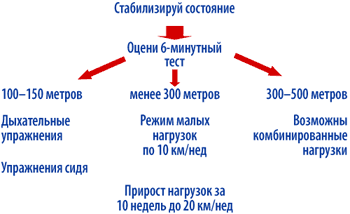 Стабилизируй состояние
Оцени 6-минутный
тест
100–150 метров
Дыхательные
упражнения
Упражнения сидя
менее 300 метров
Режим малых
нагрузок
по 10 км/нед
300–500 метров
Возможны
комбинированные
нагрузки
Прирост нагрузок за
10 недель до 20 км/нед